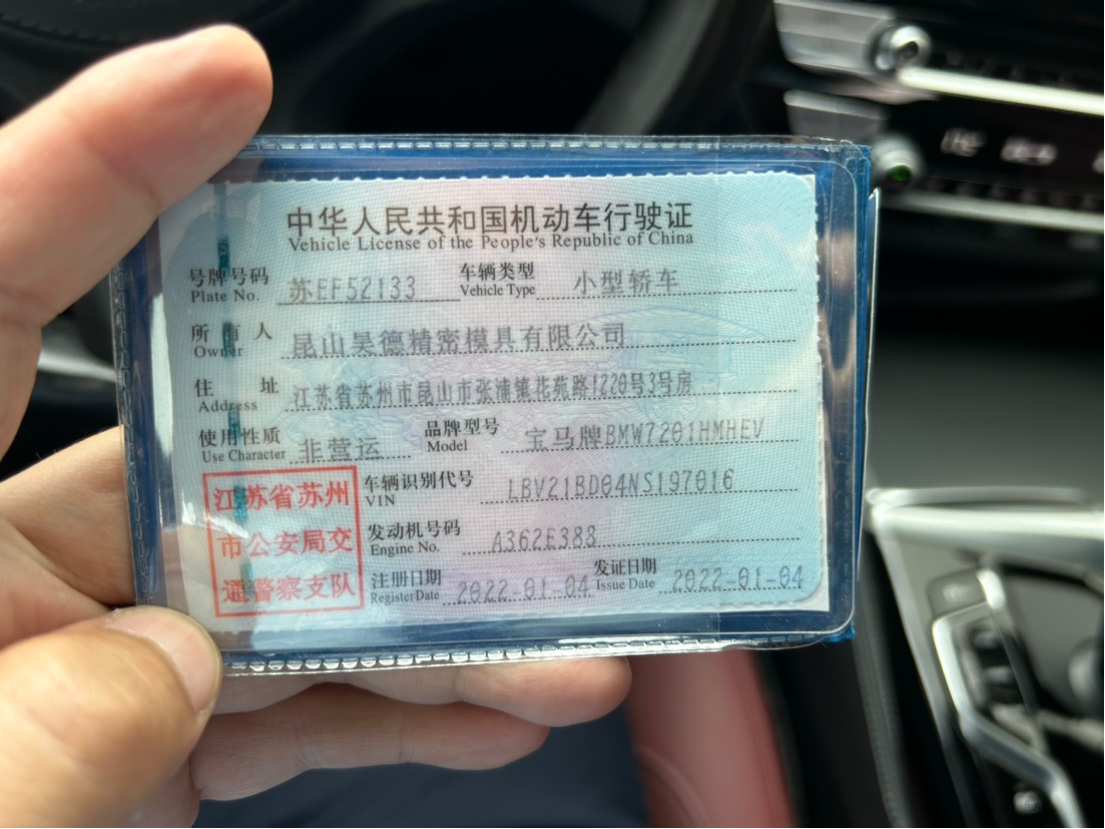 中华人民共和国机动车行驶证
Vehicle License of the People's Republic of China
号牌号码 苏EF52133 车辆类型 小型轿车
Plate No. Vehicle Type
所有人 昆山昊德精密模具有限公司
Owner
住址 江苏省苏州市昆山市张浦镇花苑路1220号3号房
Address
使用性质 非营运 品牌型号 宝马牌BMW7201HMHEV
Use Character Model
江苏省苏州
市公安局交
通警察支队
车辆识别代号 LBV21BD04NS197016
VIN
发动机号码 A362E388
Engine No.
注册日期 2022-01-04 发证日期 2022-01-04
Register Date Issue Date